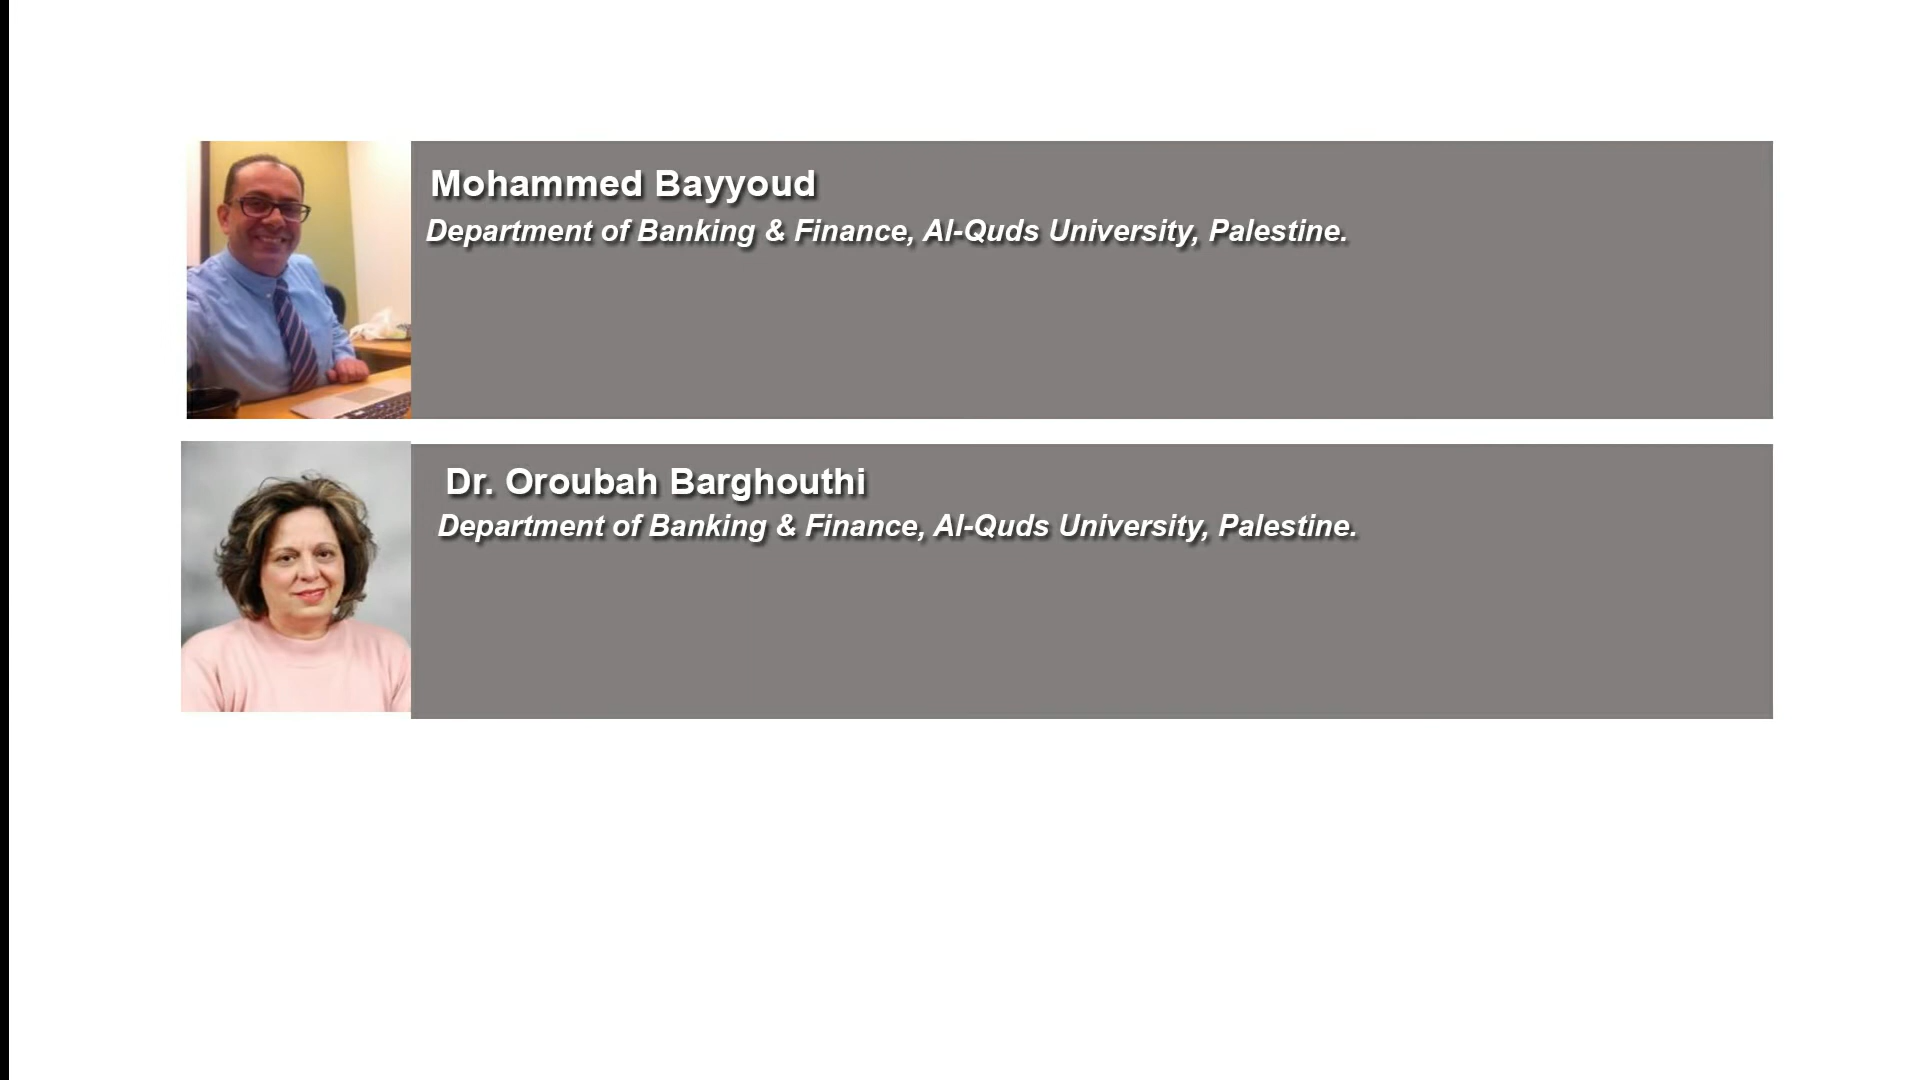 Mohammed Bayyoud
Department of Banking & Finance, Al-Quds University, Palestine.
Dr. Oroubah Barghouthi
Department of Banking & Finance, Al-Quds University, Palestine.